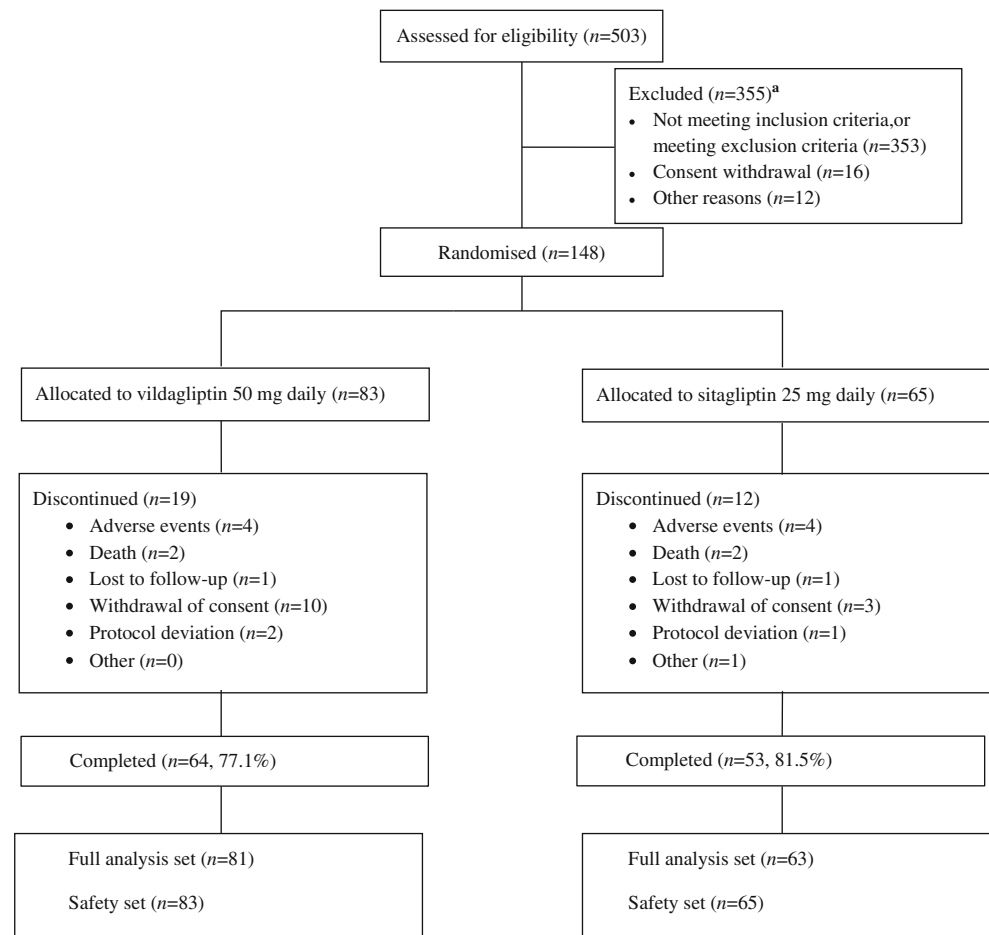 Assessed for eligibility (n=503)
Excluded (n=355)a
• Not meeting inclusion criteria,or
meeting exclusion criteria (n=353)
• Consent withdrawal (n=16)
• Other reasons (n=12)
Randomised (n=148)
Allocated to vildagliptin 50 mg daily (n=83)
Discontinued (n=19)
• Adverse events (n=4)
• Death (n=2)
• Lost to follow-up (n=1)
• Withdrawal of consent (n=10)
• Protocol deviation (n=2)
• Other (n=0)
Completed (n=64, 77.1%)
Full analysis set (n=81)
Safety set (n=83)
Allocated to sitagliptin 25 mg daily (n=65)
Discontinued (n=12)
• Adverse events (n=4)
• Death (n=2)
• Lost to follow-up (n=1)
• Withdrawal of consent (n=3)
• Protocol deviation (n=1)
• Other (n=1)
Completed (n=53, 81.5%)
Full analysis set (n=63)
Safety set (n=65)